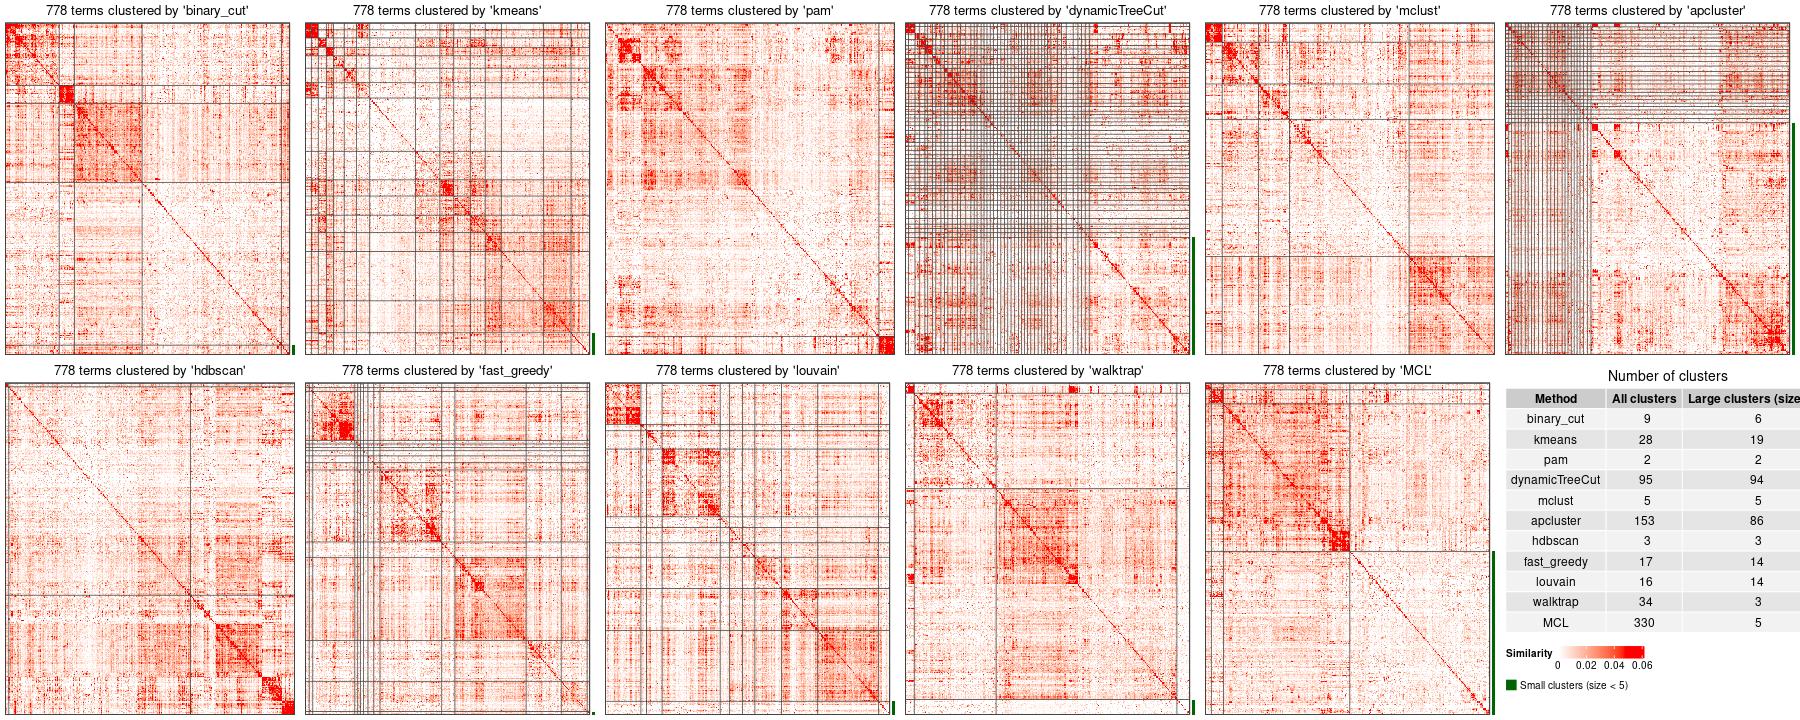 778 terms clustered by 'binary_cut'
778 terms clustered by 'kmeans'
778 terms clustered by 'pam'
778 terms clustered by 'dynamicTreeCut'
778 terms clustered by 'mclust'
778 terms clustered by 'apcluster'
778 terms clustered by 'hdbscan'
778 terms clustered by 'fast_greedy'
778 terms clustered by 'louvain'
778 terms clustered by 'walktrap'
778 terms clustered by 'MCL'
Number of clusters
Method All clusters Large clusters (size
binary_cut 9 6
kmeans 28 19
pam 2 2
dynamicTreeCut 95 94
mclust 5 5
apcluster 153 86
hdbscan 3 3
fast_greedy 17 14
louvain 16 14
walktrap 34 3
MCL 330 5
Similarity
0 0.02 0.04 0.06
Small clusters (size < 5)